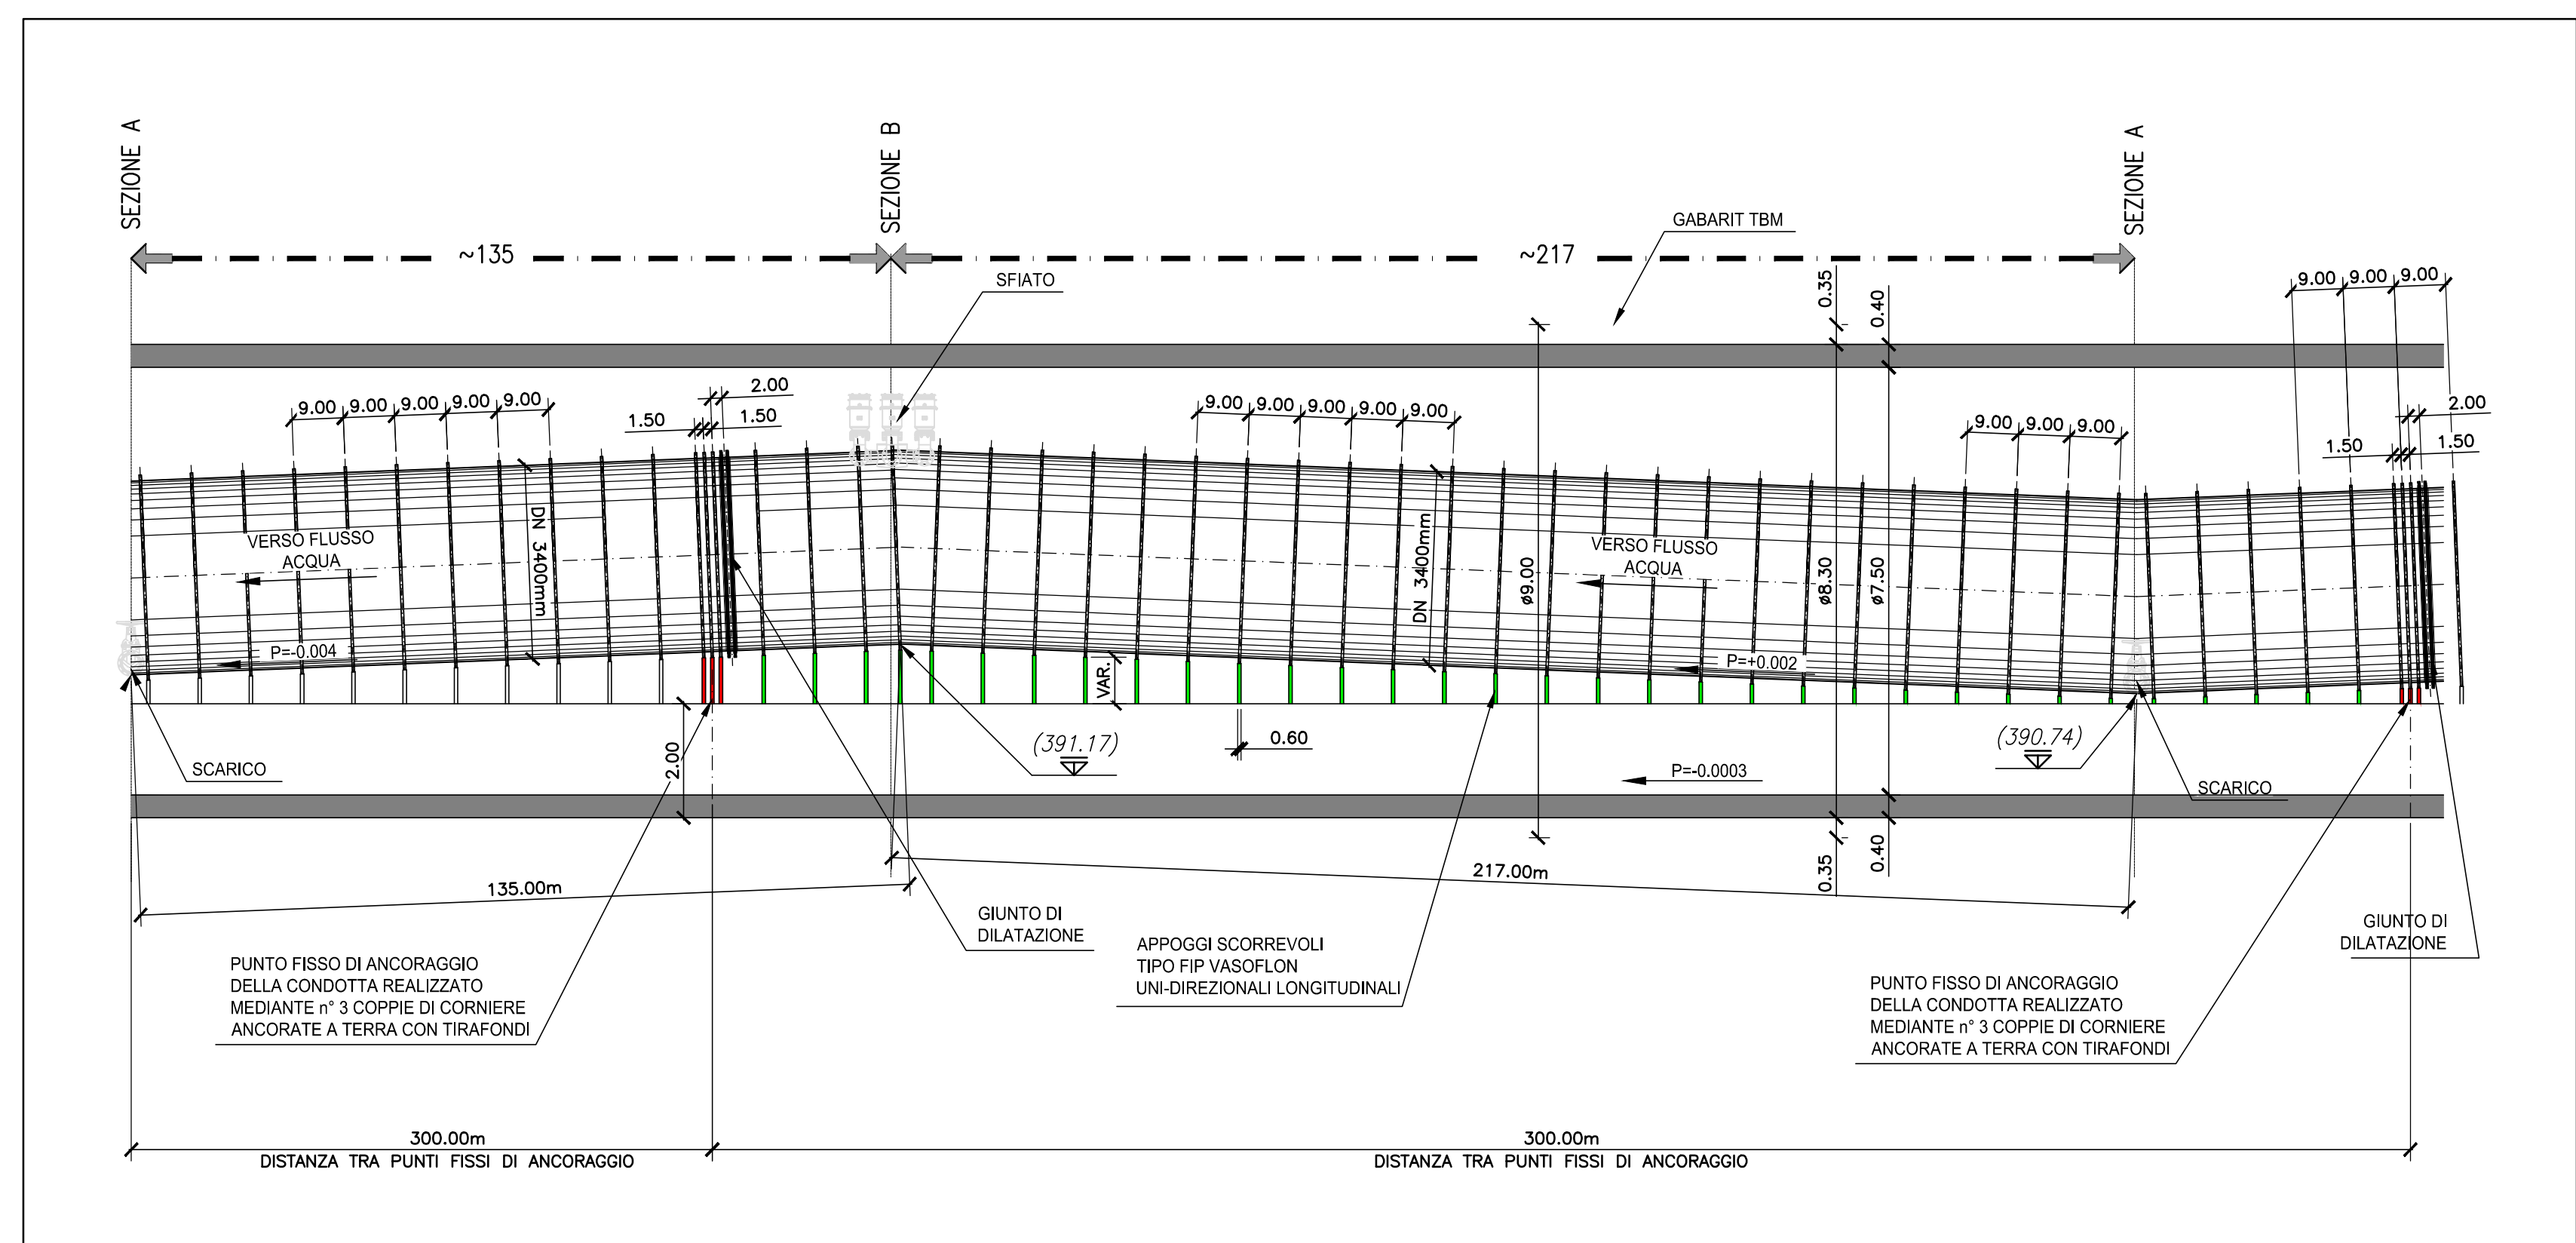 SEZIONE A
SEZIONE B
SEZIONE A
~135
~217
GABARIT TBM
SFIATO
0.35
0.40
9.00 9.00 9.00
9.00 9.00 9.00 9.00 9.00
1.50
2.00
1.50
9.00 9.00 9.00 9.00 9.00
9.00 9.00 9.00
1.50
2.00
1.50
VERSO FLUSSO
ACQUA
DN 3400mm
P=-0.004
DN 3400mm
ø9.00
VERSO FLUSSO
ACQUA
ø8.30
ø7.50
P=+0.002
VAR.
SCARICO
2.00
(391.17)
0.60
P=-0.0003
(390.74)
SCARICO
135.00m
217.00m
0.35
0.40
GIUNTO DI
DILATAZIONE
APPOGGI SCORREVOLI
TIPO FIP VASOFLON
UNI-DIREZIONALI LONGITUDINALI
GIUNTO DI
DILATAZIONE
PUNTO FISSO DI ANCORAGGIO
DELLA CONDOTTA REALIZZATO
MEDIANTE n° 3 COPPIE DI CORNIERE
ANCORATE A TERRA CON TIRAFONDI
PUNTO FISSO DI ANCORAGGIO
DELLA CONDOTTA REALIZZATO
MEDIANTE n° 3 COPPIE DI CORNIERE
ANCORATE A TERRA CON TIRAFONDI
300.00m
DISTANZA TRA PUNTI FISSI DI ANCORAGGIO
300.00m
DISTANZA TRA PUNTI FISSI DI ANCORAGGIO